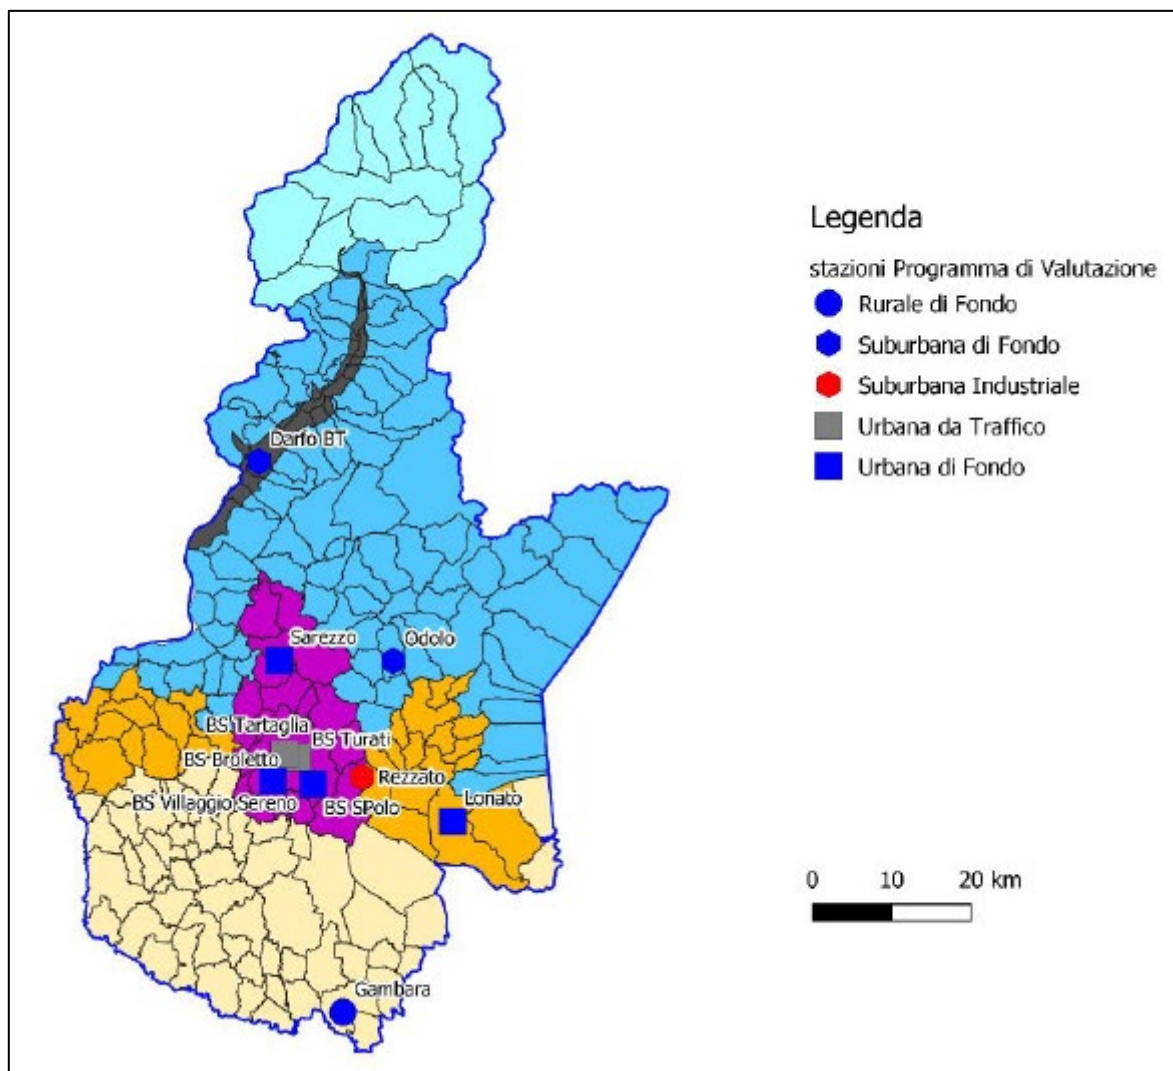 Legenda
stazioni Programma di Valutazione
Rurale di Fondo
Suburbana di Fondo
Suburbana Industriale
Urbana da Traffico
Urbana di Fondo
Darfo BT
Sarezzo
Odolo
BS Tartaglia
BS Turati
BS Broletto
Rezzato
BS Villaggio Sereno
BS SPolo
Lonato
Gambara
0 10 20 km